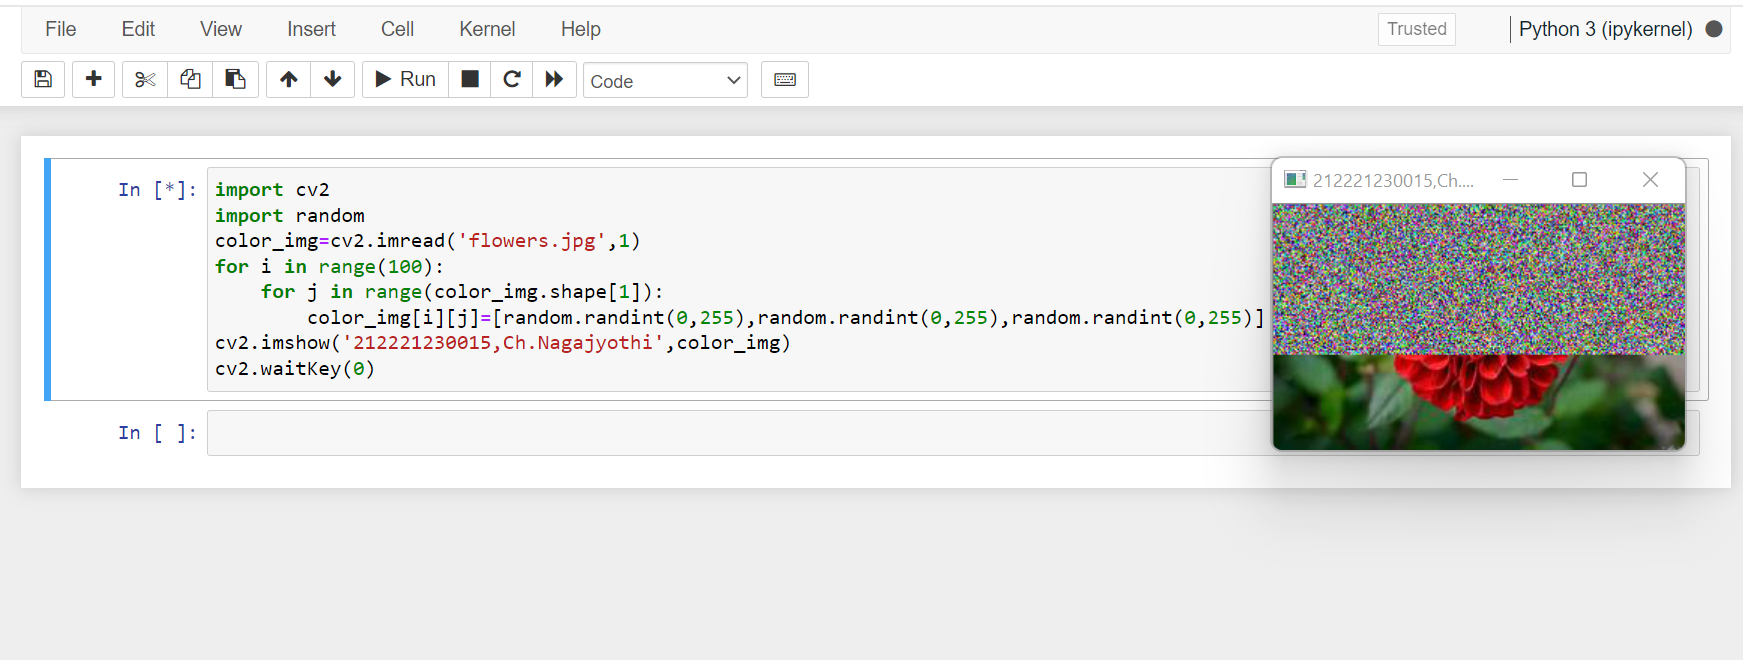 File Edit View Insert Cell Kernel Help Trusted Python 3 (ipykernel)
Run Code
In [*]:
import cv2
import random
color_img=cv2.imread('flowers.jpg',1)
for i in range(100):
    for j in range(color_img.shape[1]):
        color_img[i][j]=[random.randint(0,255),random.randint(0,255),random.randint(0,255)]
cv2.imshow('212221230015,Ch.Nagajyothi',color_img)
cv2.waitKey(0)
212221230015,Ch....
In [ ]: